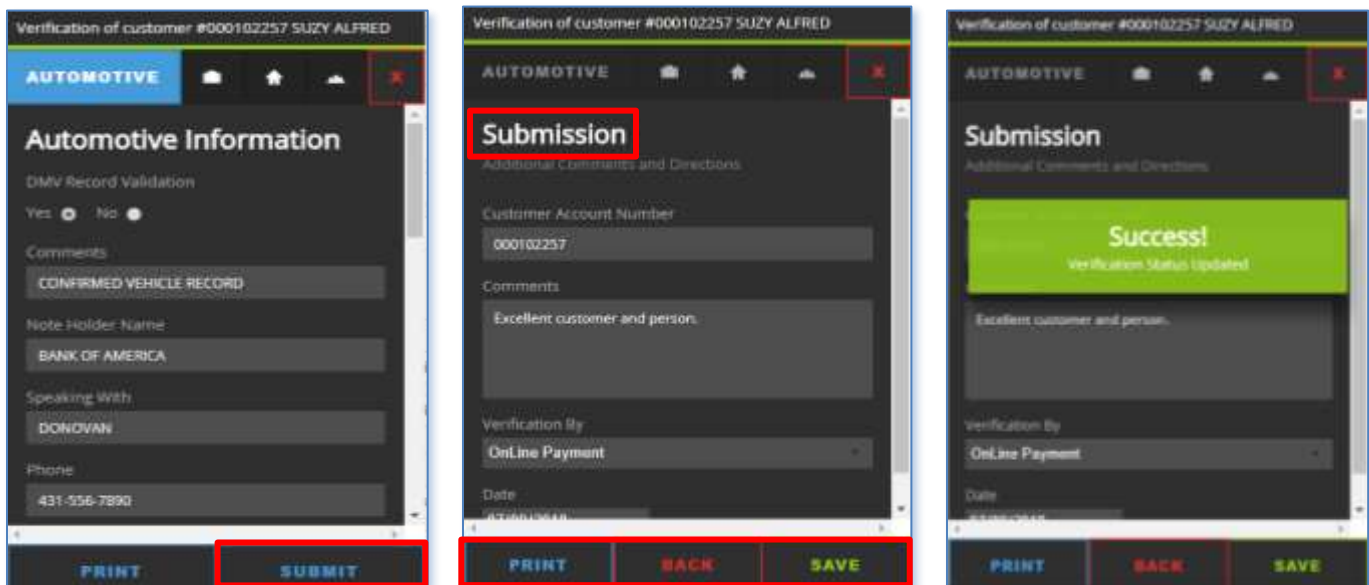 Verification of customer #000102257 SUZY ALFRED
AUTOMOTIVE
X
Automotive Information
DMV Record Validation
Yes No
Comments
CONFIRMED VEHICLE RECORD
Note Holder Name
BANK OF AMERICA
Speaking With
DONOVAN
Phone
431-556-7890
PRINT SUBMIT
Verification of customer #000102257 SUZY ALFRED
AUTOMOTIVE
X
Submission
Additional Comments and Directions
Customer Account Number
000102257
Comments
Excellent customer and person.
Verification By
OnLine Payment
Date
PRINT BACK SAVE
Verification of customer #000102257 SUZY ALFRED
AUTOMOTIVE
X
Submission
Additional Comments and Directions
Success!
Verification Status Updated
Excellent customer and person.
Verification By
OnLine Payment
Date
PRINT BACK SAVE